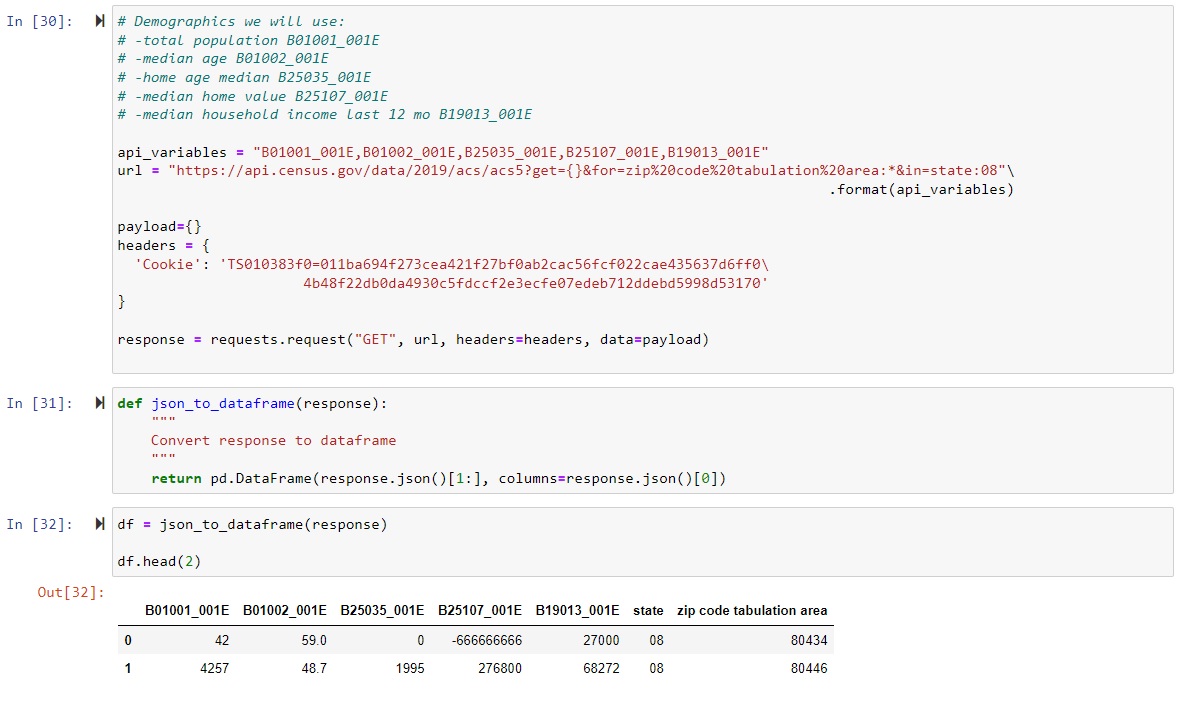 In [30]:
# Demographics we will use:
# -total population B01001_001E
# -median age B01002_001E
# -home age median B25035_001E
# -median home value B25107_001E
# -median household income last 12 mo B19013_001E
api_variables = "B01001_001E,B01002_001E,B25035_001E,B25107_001E,B19013_001E"
url = "https://api.census.gov/data/2019/acs/acs5?get={}&for=zip%20code%20tabulation%20area:*&in=state:08"\
.format(api_variables)
payload={}
headers = {
'Cookie': 'TS010383f0=011ba694f273cea421f27bf0ab2cac56fcf022cae435637d6ff0\
4b48f22db0da4930c5fdccf2e3ecfe07edeb712ddebd5998d53170'
}
response = requests.request("GET", url, headers=headers, data=payload)
In [31]:
def json_to_dataframe(response):
"""
Convert response to dataframe
"""
return pd.DataFrame(response.json()[1:], columns=response.json()[0])
In [32]:
df = json_to_dataframe(response)
df.head(2)
Out[32]:
B01001_001E B01002_001E B25035_001E B25107_001E B19013_001E state zip code tabulation area
0 42 59.0 0 -666666666 27000 08 80434
1 4257 48.7 1995 276800 68272 08 80446